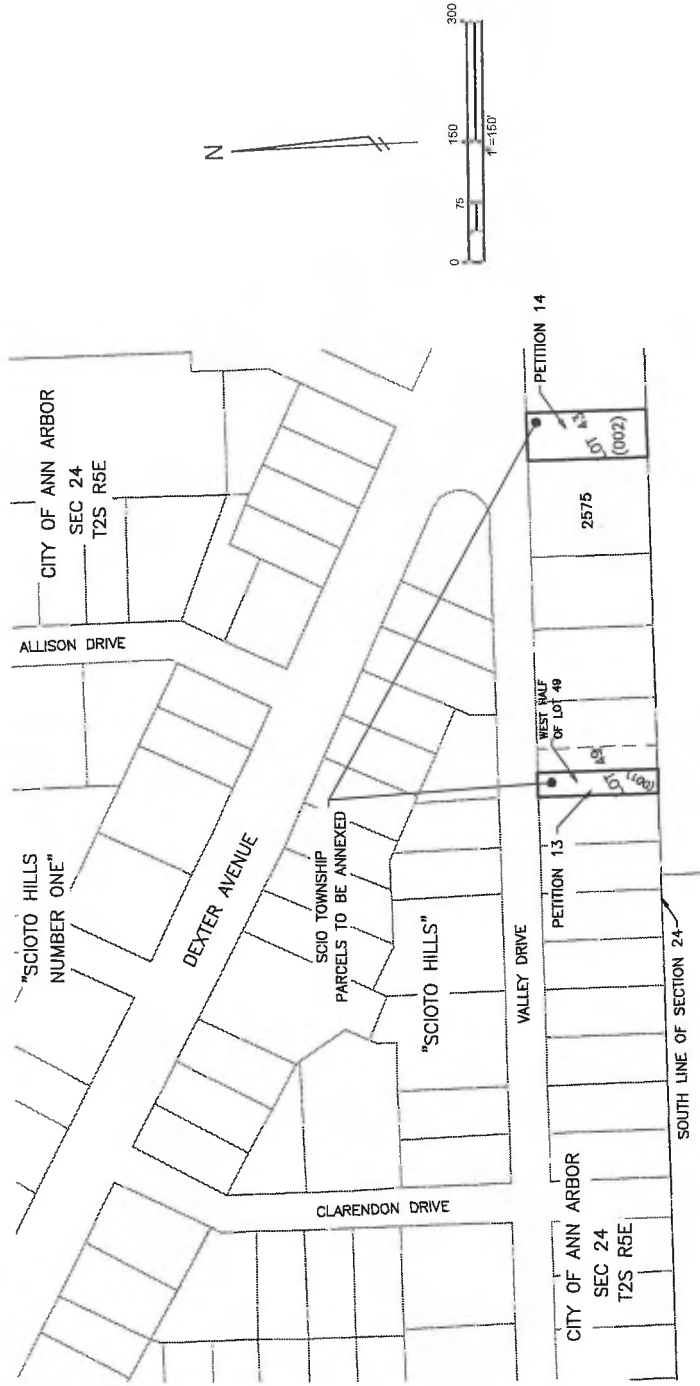 N
0
75
150
300
1"=150'
CITY OF ANN ARBOR
SEC 24
T2S R5E
ALLISON DRIVE
"SCIOTO HILLS
NUMBER ONE"
DEXTER AVENUE
SCIO TOWNSHIP
PARCELS TO BE ANNEXED
"SCIOTO HILLS"
CLARENDON DRIVE
VALLEY DRIVE
WEST HALF
OF LOT 49
LOT 49
(001)
PETITION 13
2575
PETITION 14
LOT 43
(002)
CITY OF ANN ARBOR
SEC 24
T2S R5E
SOUTH LINE OF SECTION 24